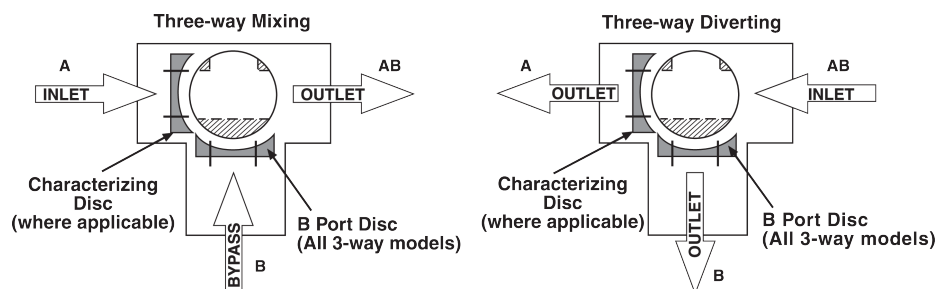 Three-way Mixing
A
INLET
AB
OUTLET
Characterizing
Disc
(where applicable)
BYPASS
B
B Port Disc
(All 3-way models)
Three-way Diverting
A
OUTLET
AB
INLET
Characterizing
Disc
(where applicable)
OUTLET
B
B Port Disc
(All 3-way models)